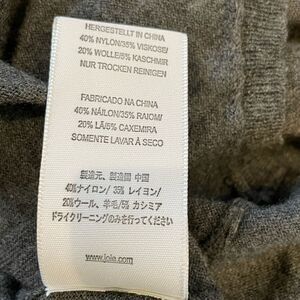 HERGESTELLT IN CHINA
40% NYLON/35% VISKOSE/
20% WOLLE/5% KASCHMIR
NUR TROCKEN REINIGEN
FABRICADO NA CHINA
40% NÁILON/35% RAIOM/
20% LÃ/5% CAXEMIRA
SOMENTE LAVAR À SECO
製造元、製造国 中国
40%ナイロン/ 35% レイヨン/
20%ウール、羊毛/5% カシミア
ドライクリーニングのみを行ってください
www.joie.com